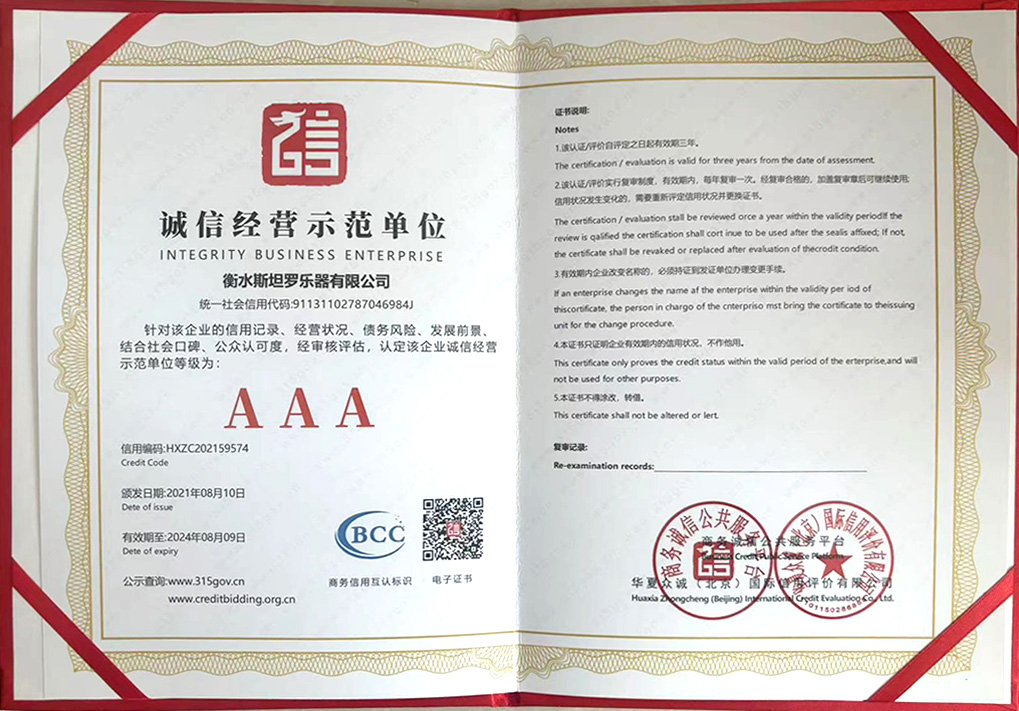 信
诚信经营示范单位
INTEGRITY BUSINESS ENTERPRISE
衡水斯坦罗乐器有限公司
统一社会信用代码:91131102787046984J
针对该企业的信用记录、经营状况、债务风险、发展前景、
结合社会口碑、公众认可度，经审核评估，认定该企业诚信经营
示范单位等级为：
AAA
信用编码:HXZC202159574
Credit Code
颁发日期:2021年08月10日
Date of issue
有效期至:2024年08月09日
Date of expiry
公示查询:www.315gov.cn
www.creditbidding.org.cn
BCC
商务信用互认标识
电子证书
证书说明:
Notes
1.该认证/评价自评定之日起有效期三年。
The certification / evaluation is valid for three years from the date of assessment.
2.该认证/评价实行复审制度，有效期内，每年复审一次。经复审合格的，加盖复审章后可继续使用;
信用状况发生变化的，需要重新评定信用状况并更换证书。
The certification / evaluation stall be reviewed orce a year within the validity periodIf the
review is qalified the certification shall cort inue to be used after the sealis affixed; If not,
the certificate shall be revaked or replaced after evaluation of thecrodit condition.
3.有效期内企业改变名称的，必须持证到发证单位办理变更手续。
If an enterprise changes the name af the enterprise within the validity per iod of
thiscortificate, the person in chargo of the cnterpriso mst bring the certificate to theissuing
unit for the change procedure.
4.本证书只证明企业有效期内的信用状况，不作他用。
This certificate only proves the credit status within the valid period of the erterprise,and will
not be used for other purposes.
5.本证书不得涂改，转借。
This certificate shall not be altered or lert.
复审记录:
Re-examination records:
商务诚信公共服务平台
Business Credit Public Service Platform
华夏众诚（北京）国际信用评价有限公司
Huaxia Zhongcheng (Beijing) International Credit Evaluation Co., Ltd.